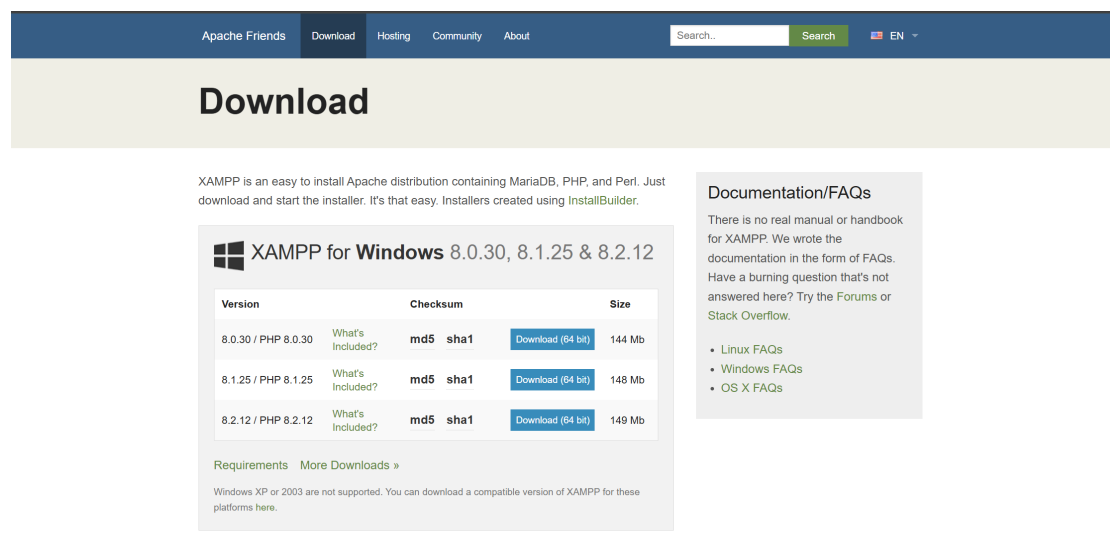 Apache Friends Download Hosting Community About Search.. Search EN
Download
XAMPP is an easy to install Apache distribution containing MariaDB, PHP, and Perl. Just
download and start the installer. It's that easy. Installers created using InstallBuilder.
XAMPP for Windows 8.0.30, 8.1.25 & 8.2.12
Version Checksum Size
8.0.30 / PHP 8.0.30 What's
Included? md5 sha1 Download (64 bit) 144 Mb
8.1.25 / PHP 8.1.25 What's
Included? md5 sha1 Download (64 bit) 148 Mb
8.2.12 / PHP 8.2.12 What's
Included? md5 sha1 Download (64 bit) 149 Mb
Requirements More Downloads »
Windows XP or 2003 are not supported. You can download a compatible version of XAMPP for these
platforms here.
Documentation/FAQs
There is no real manual or handbook
for XAMPP. We wrote the
documentation in the form of FAQs.
Have a burning question that's not
answered here? Try the Forums or
Stack Overflow.
• Linux FAQs
• Windows FAQs
• OS X FAQs